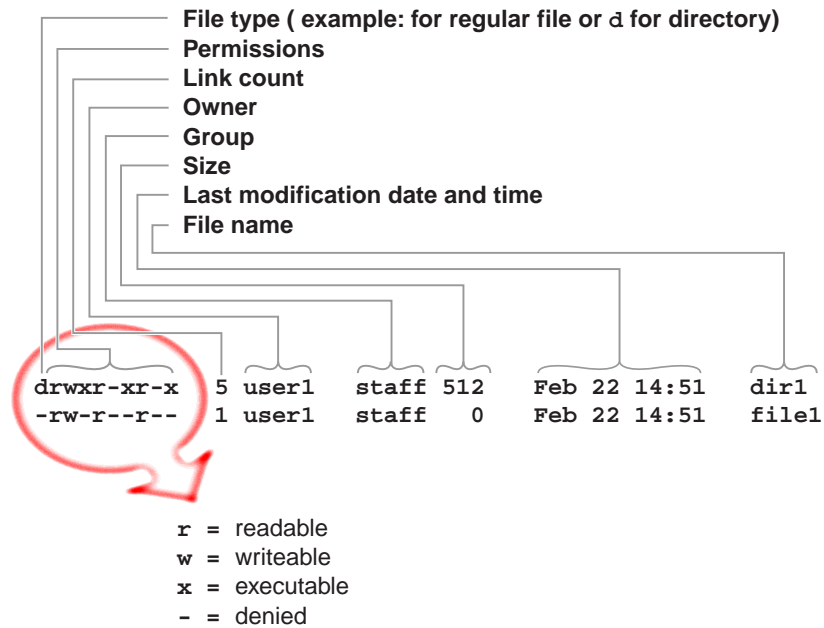 File type ( example: for regular file or d for directory)
Permissions
Link count
Owner
Group
Size
Last modification date and time
File name
drwxr-xr-x 5 user1 staff 512 Feb 22 14:51 dir1
-rw-r--r-- 1 user1 staff 0 Feb 22 14:51 file1
r = readable
w = writeable
x = executable
- = denied